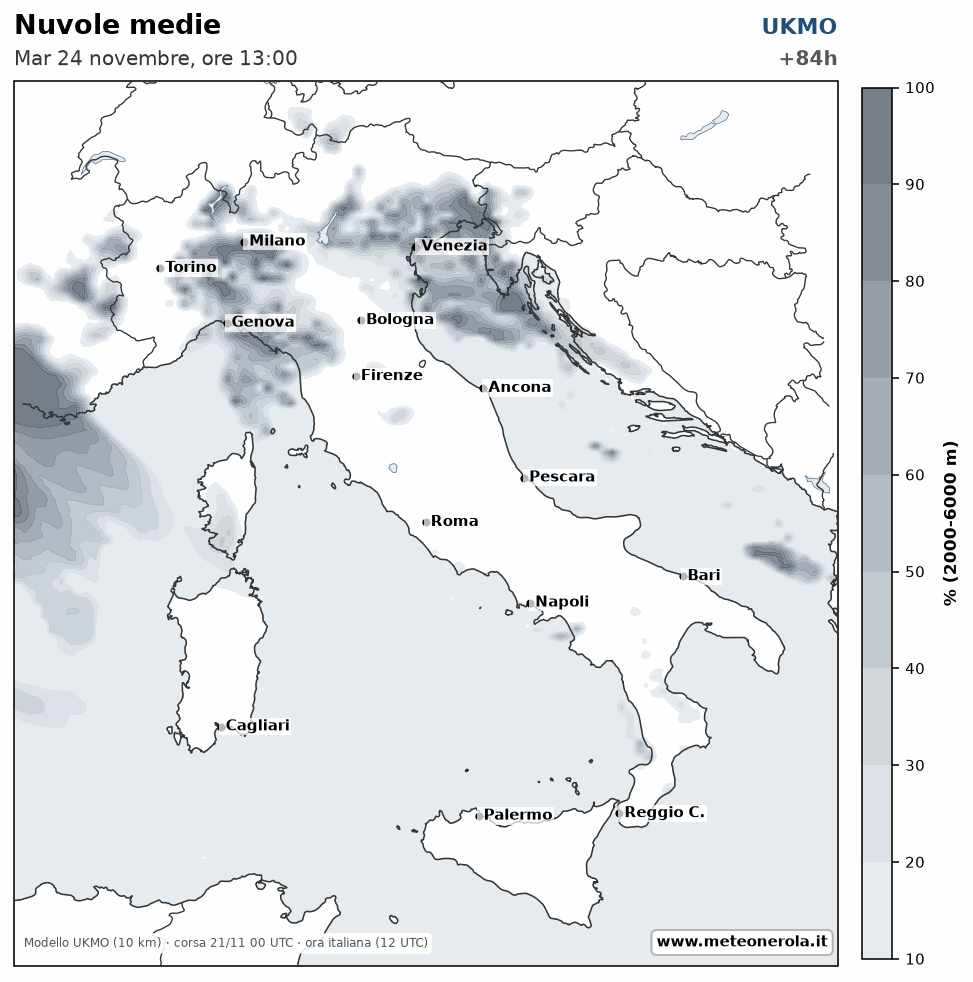 Nuvole medie
UKMO
Mar 24 novembre, ore 13:00
+84h
Milano
Venezia
Torino
Genova
Bologna
Firenze
Ancona
Pescara
Roma
Bari
Napoli
Cagliari
Palermo
Reggio C.
Modello UKMO (10 km) · corsa 21/11 00 UTC · ora italiana (12 UTC)
www.meteonerola.it
100
90
80
70
60
50
40
30
20
10
% (2000-6000 m)